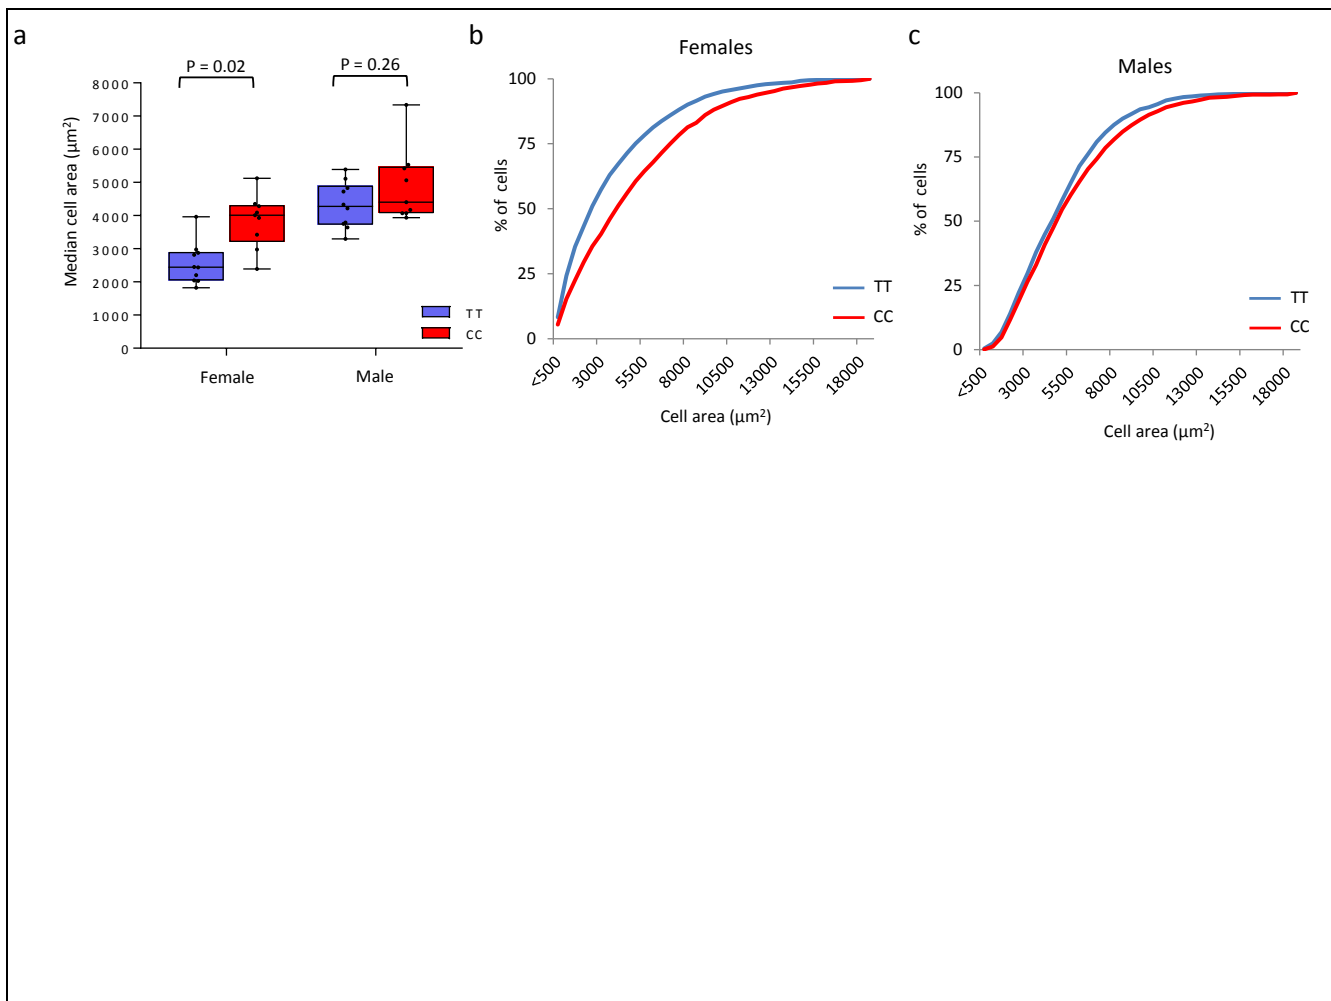 a
P = 0.02
P = 0.26
Median cell area (µm²)
8000
7000
6000
5000
4000
3000
2000
1000
0
TT
CC
Female
Male
b
Females
% of cells
100
75
50
25
0
TT
CC
<500
3000
5500
8000
10500
13000
15500
18000
Cell area (µm²)
c
Males
% of cells
100
75
50
25
0
TT
CC
<500
3000
5500
8000
10500
13000
15500
18000
Cell area (µm²)